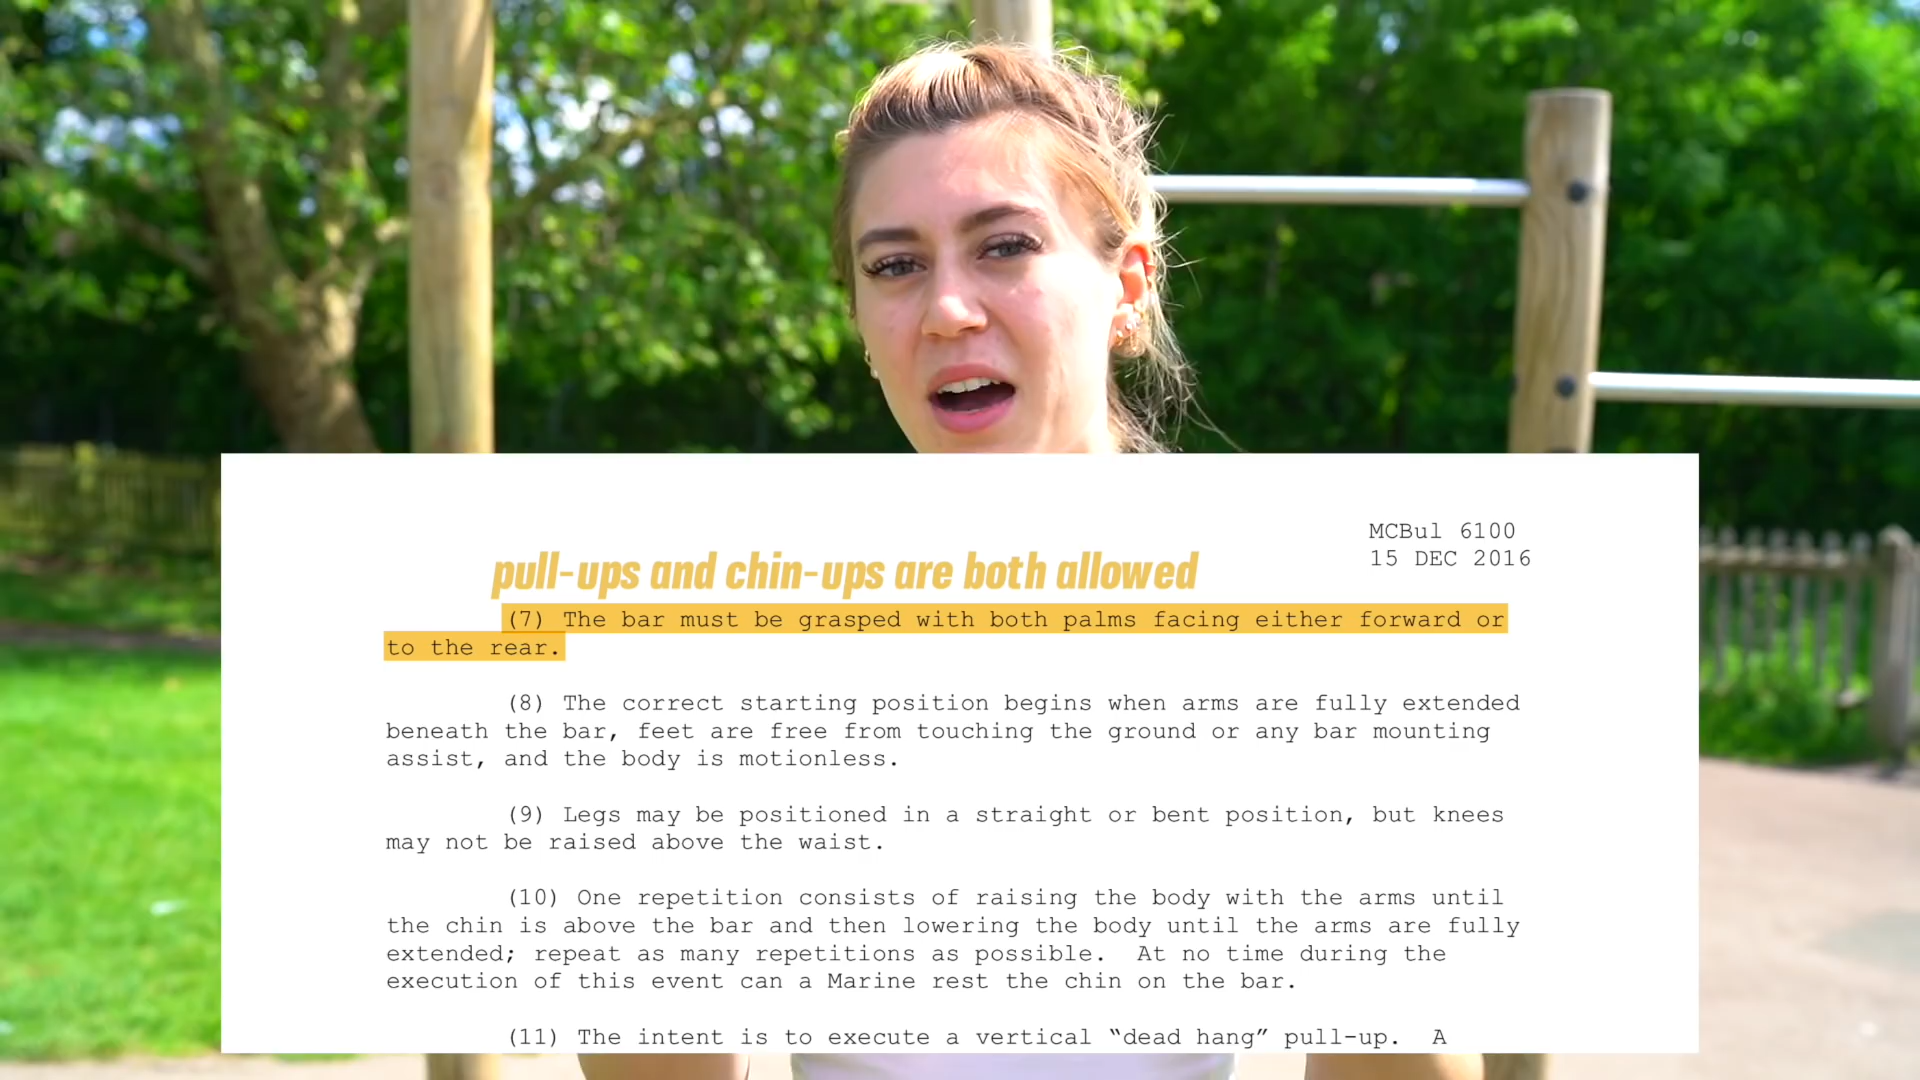 MCBul 6100
15 DEC 2016
pull-ups and chin-ups are both allowed
(7) The bar must be grasped with both palms facing either forward or
to the rear.
(8) The correct starting position begins when arms are fully extended
beneath the bar, feet are free from touching the ground or any bar mounting
assist, and the body is motionless.
(9) Legs may be positioned in a straight or bent position, but knees
may not be raised above the waist.
(10) One repetition consists of raising the body with the arms until
the chin is above the bar and then lowering the body until the arms are fully
extended; repeat as many repetitions as possible. At no time during the
execution of this event can a Marine rest the chin on the bar.
(11) The intent is to execute a vertical “dead hang” pull-up. A